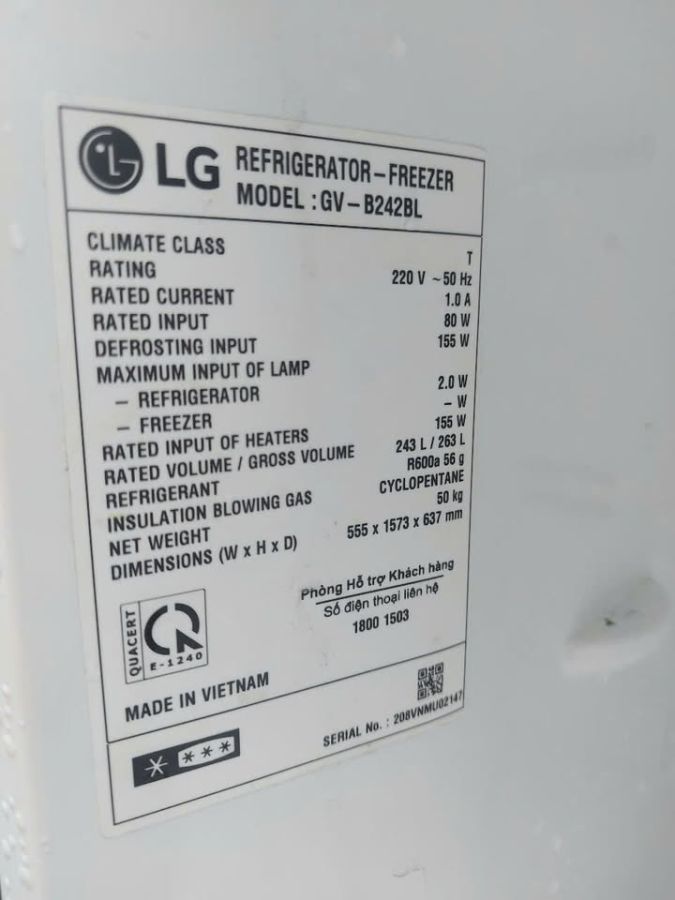 LG REFRIGERATOR-FREEZER
MODEL : GV-B242BL
CLIMATE CLASS T
RATING 220 V ~ 50 Hz
RATED CURRENT 1.0 A
RATED INPUT 80 W
DEFROSTING INPUT 155 W
MAXIMUM INPUT OF LAMP
- REFRIGERATOR 2.0 W
- FREEZER - W
RATED INPUT OF HEATERS 155 W
RATED VOLUME / GROSS VOLUME 243 L / 263 L
REFRIGERANT R600a 56 g
INSULATION BLOWING GAS CYCLOPENTANE
NET WEIGHT 50 kg
DIMENSIONS (W x H x D) 555 x 1573 x 637 mm
Phòng Hỗ trợ Khách hàng
Số điện thoại liên hệ
1800 1503
QUACERT
E-1240
MADE IN VIETNAM
SERIAL No. : 208VNMU02147